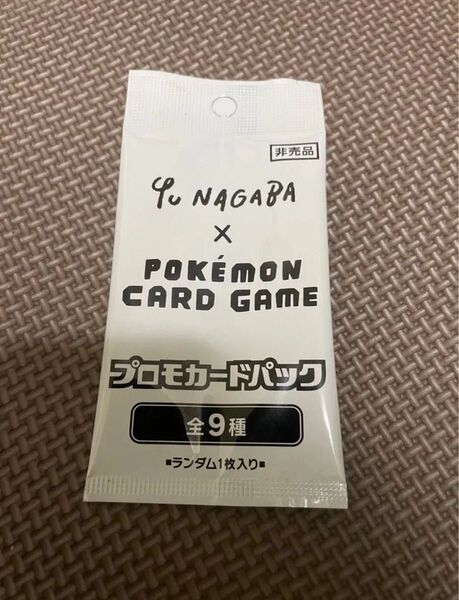 非売品
Yu NAGABA
×
POKÉMON
CARD GAME
プロモカードパック
全9種
■ランダム1枚入り■